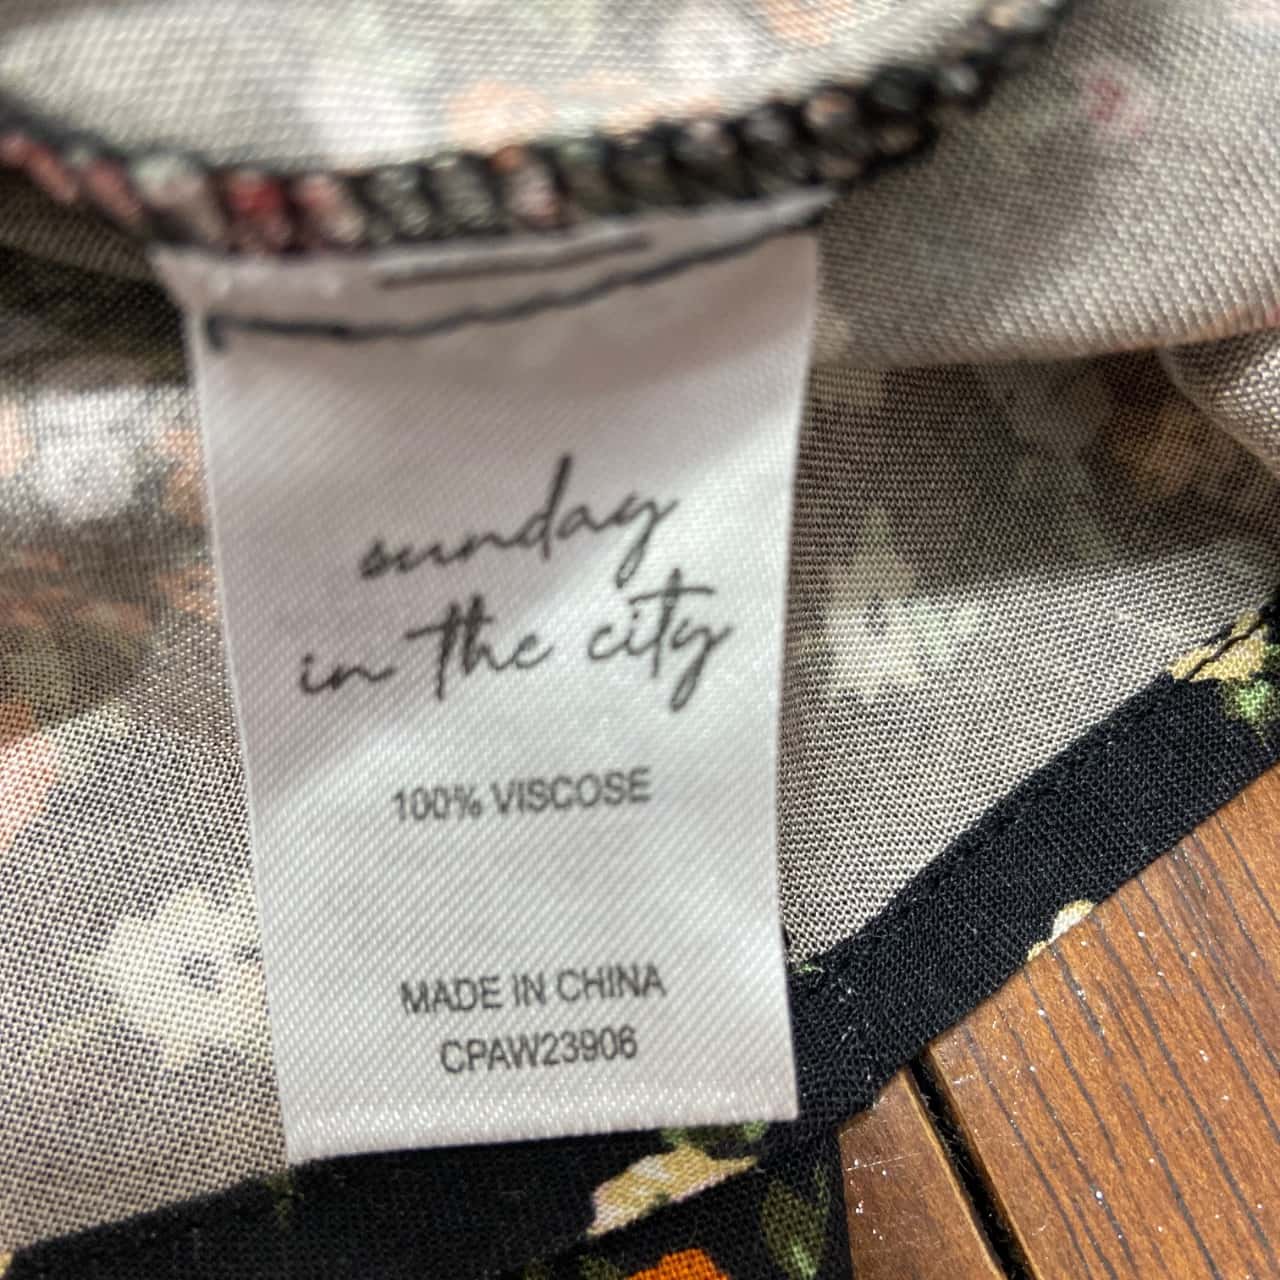 sunday
in the city
100% VISCOSE
MADE IN CHINA
CPAW23906